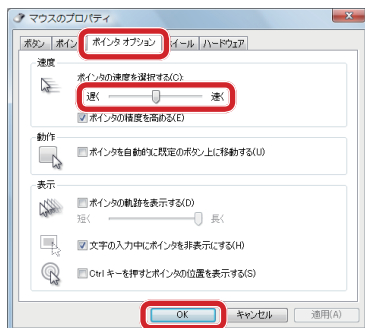 マウスのプロパティ
ボタン ポイン ポインタ オプション イール ハードウェア
速度
ポインタの速度を選択する(C):
遅く 速く
ポインタの精度を高める(E)
動作
ポインタを自動的に既定のボタン上に移動する(U)
表示
ポインタの軌跡を表示する(D)
短く 長く
文字の入力中にポインタを非表示にする(H)
Ctrl キーを押すとポインタの位置を表示する(S)
OK キャンセル 適用(A)